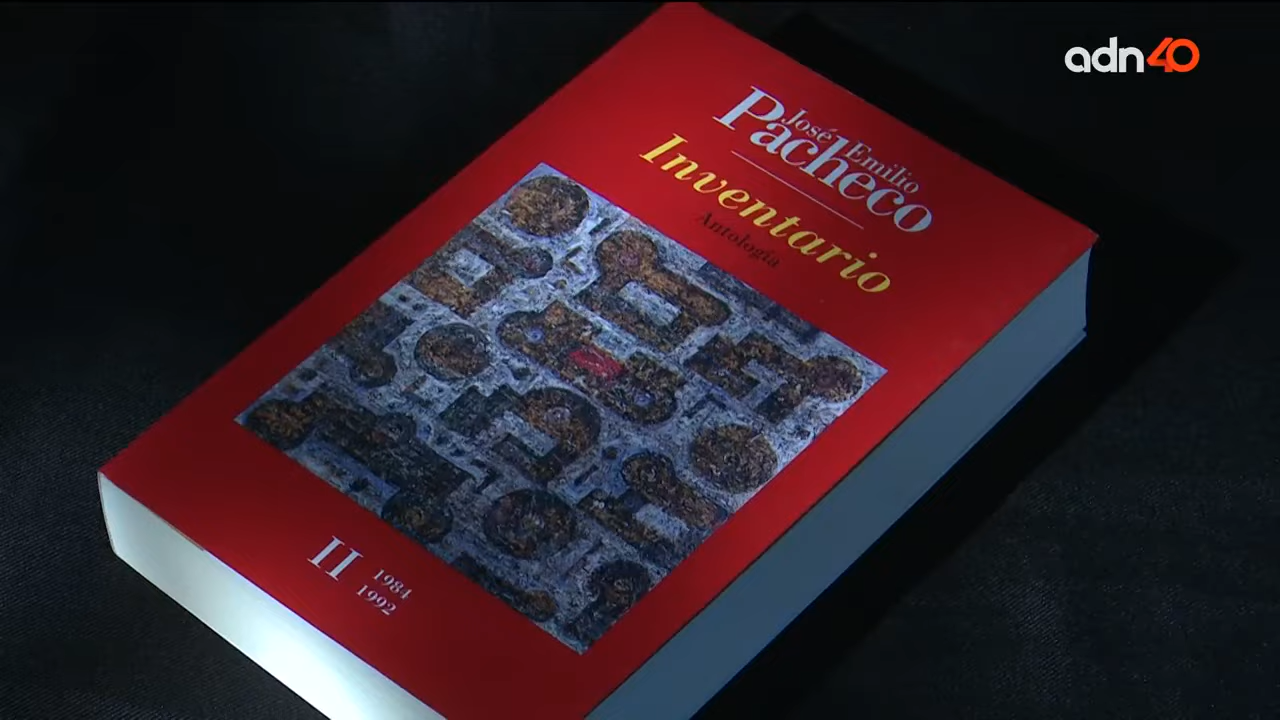 adn40
José Emilio
Pacheco
Inventario
Antología
II
1984
1992